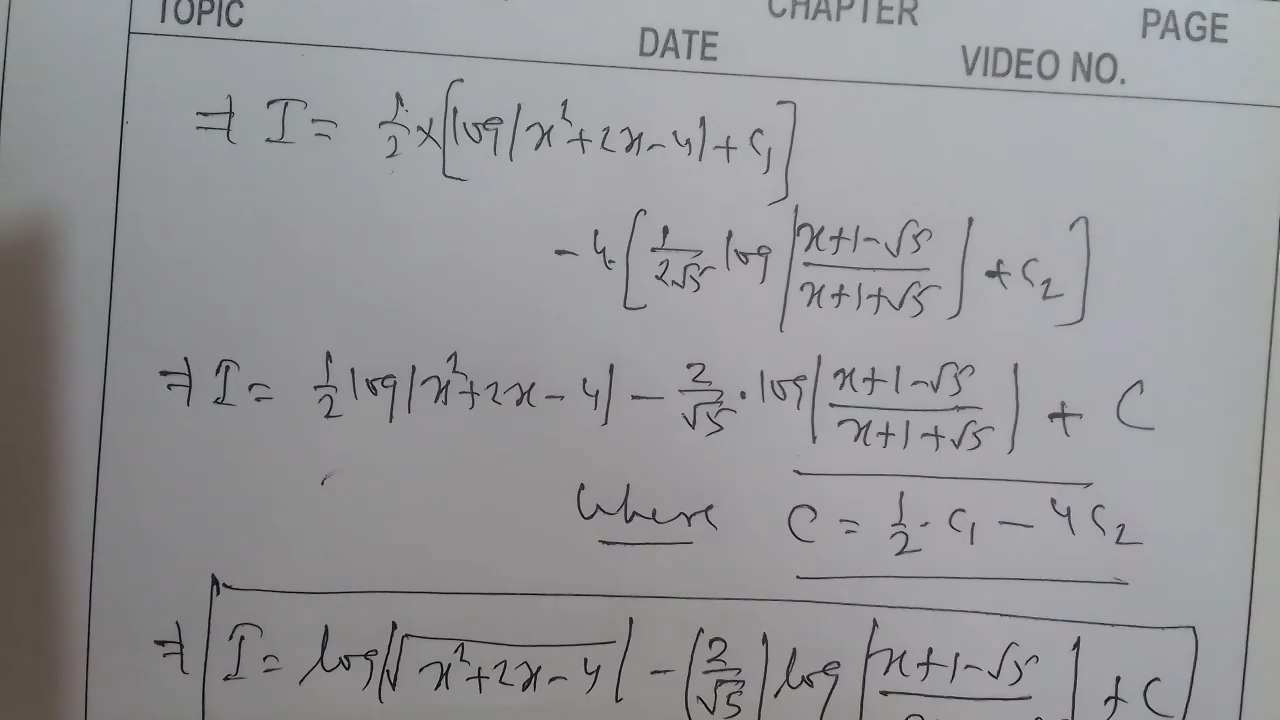 TOPIC CHAPTER PAGE
DATE VIDEO NO.
⇒ I = 1/2 × [log|x²+2x-4| + C₁]
- 4 [1/(2√5) log |(x+1-√5)/(x+1+√5)| + C₂]
⇒ I = 1/2 log|x²+2x-4| - 2/√5 · log|(x+1-√5)/(x+1+√5)| + C
where C = 1/2 · C₁ - 4C₂
⇒ I = log|√(x²+2x-4)| - (2/√5) log |x+1-√5| + C